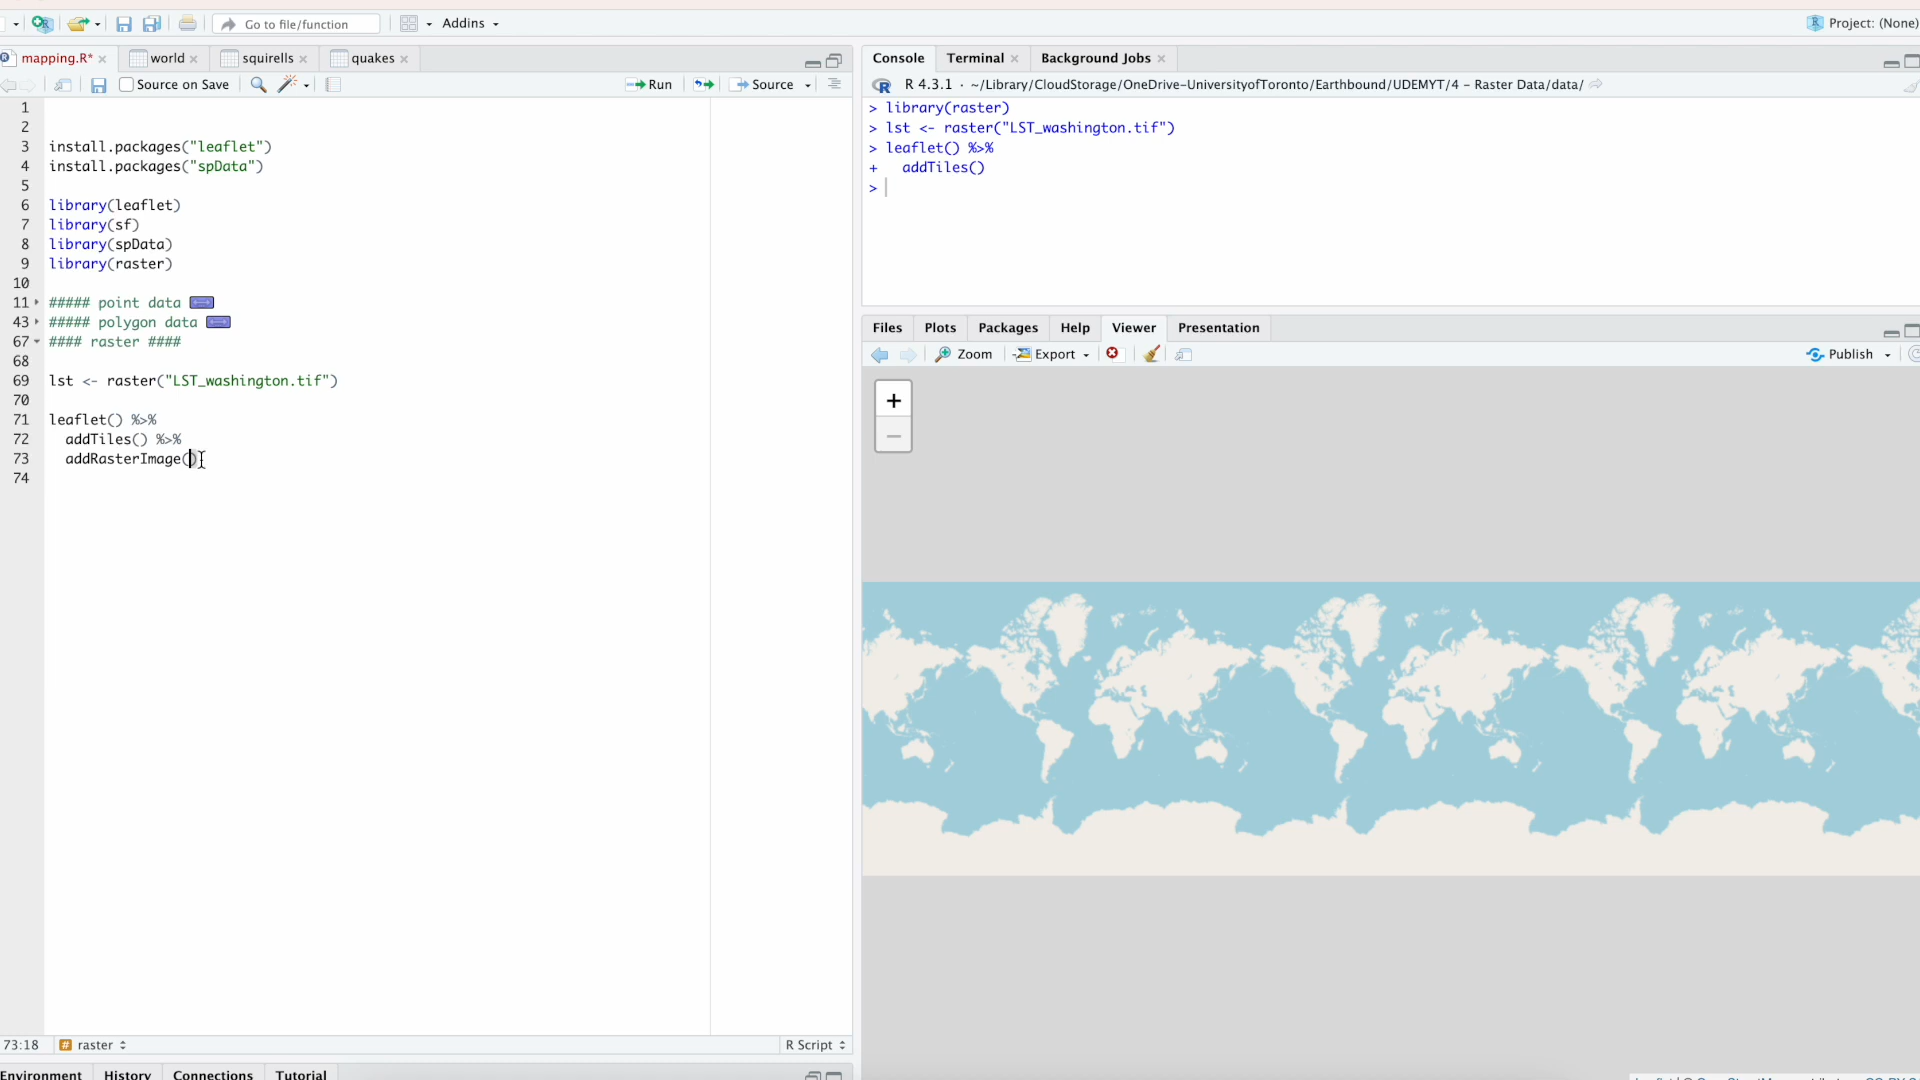 Go to file/function
Addins
Project: (None)
mapping.R*
world
squirells
quakes
Source on Save
Run
Source
1
2
3 install.packages("leaflet")
4 install.packages("spData")
5
6 library(leaflet)
7 library(sf)
8 library(spData)
9 library(raster)
10
11 ##### point data
43 ##### polygon data
67 #### raster ####
68
69 lst <- raster("LST_washington.tif")
70
71 leaflet() %>%
72 addTiles() %>%
73 addRasterImage()
74
73:18 # raster
R Script
Environment
History
Connections
Tutorial
Console
Terminal
Background Jobs
R 4.3.1 · ~/Library/CloudStorage/OneDrive-UniversityofToronto/Earthbound/UDEMYT/4 - Raster Data/data/
> library(raster)
> lst <- raster("LST_washington.tif")
> leaflet() %>%
+ addTiles()
>
Files
Plots
Packages
Help
Viewer
Presentation
Zoom
Export
Publish
+
−